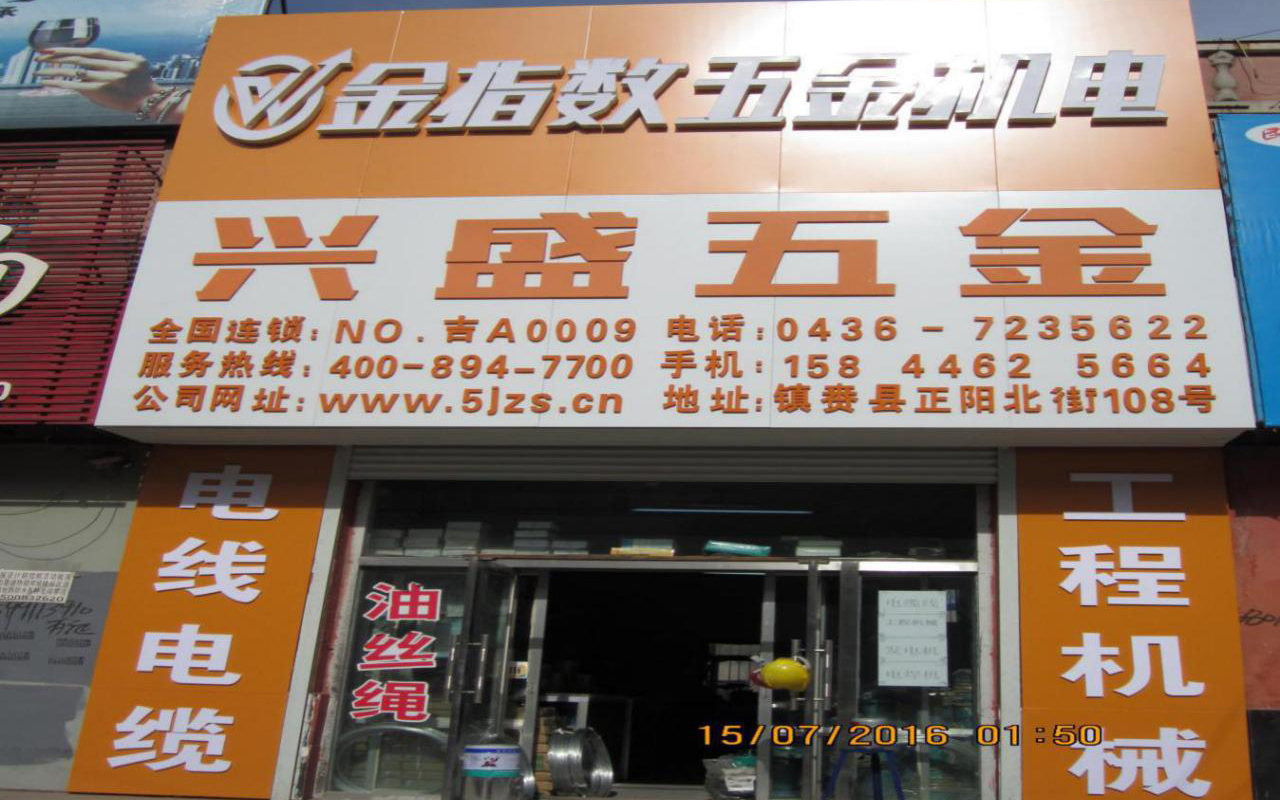 金指数五金机电
兴盛五金
全国连锁:NO.吉A0009 电话:0436-7235622
服务热线:400-894-7700 手机:158 4462 5664
公司网址:www.5jzs.cn 地址:镇赉县正阳北街108号
电线电缆
油丝绳
工程机械
15/07/2016 01:50